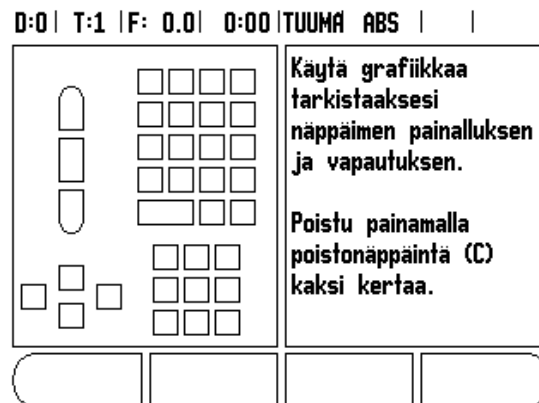 D:0| T:1 |F: 0.0| 0:00|TUUMA ABS | |
Käytä grafiikkaa
tarkistaaksesi
näppäimen painalluksen
ja vapautuksen.
Poistu painamalla
poistonäppäintä (C)
kaksi kertaa.